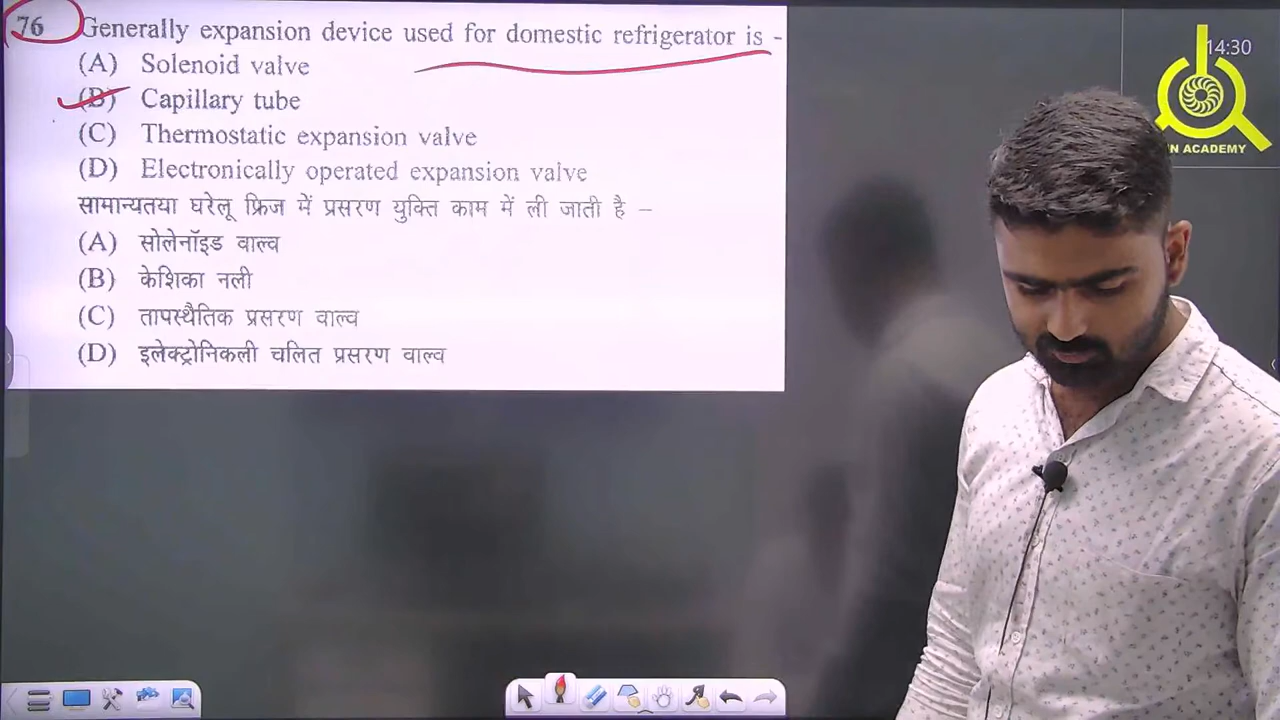 76 Generally expansion device used for domestic refrigerator is -
(A) Solenoid valve
(B) Capillary tube
(C) Thermostatic expansion valve
(D) Electronically operated expansion valve
सामान्यतया घरेलू फ्रिज में प्रसरण युक्ति काम में ली जाती है –
(A) सोलेनॉइड वाल्व
(B) केशिका नली
(C) तापस्थैतिक प्रसरण वाल्व
(D) इलेक्ट्रोनिकली चलित प्रसरण वाल्व
14:30
N ACADEMY